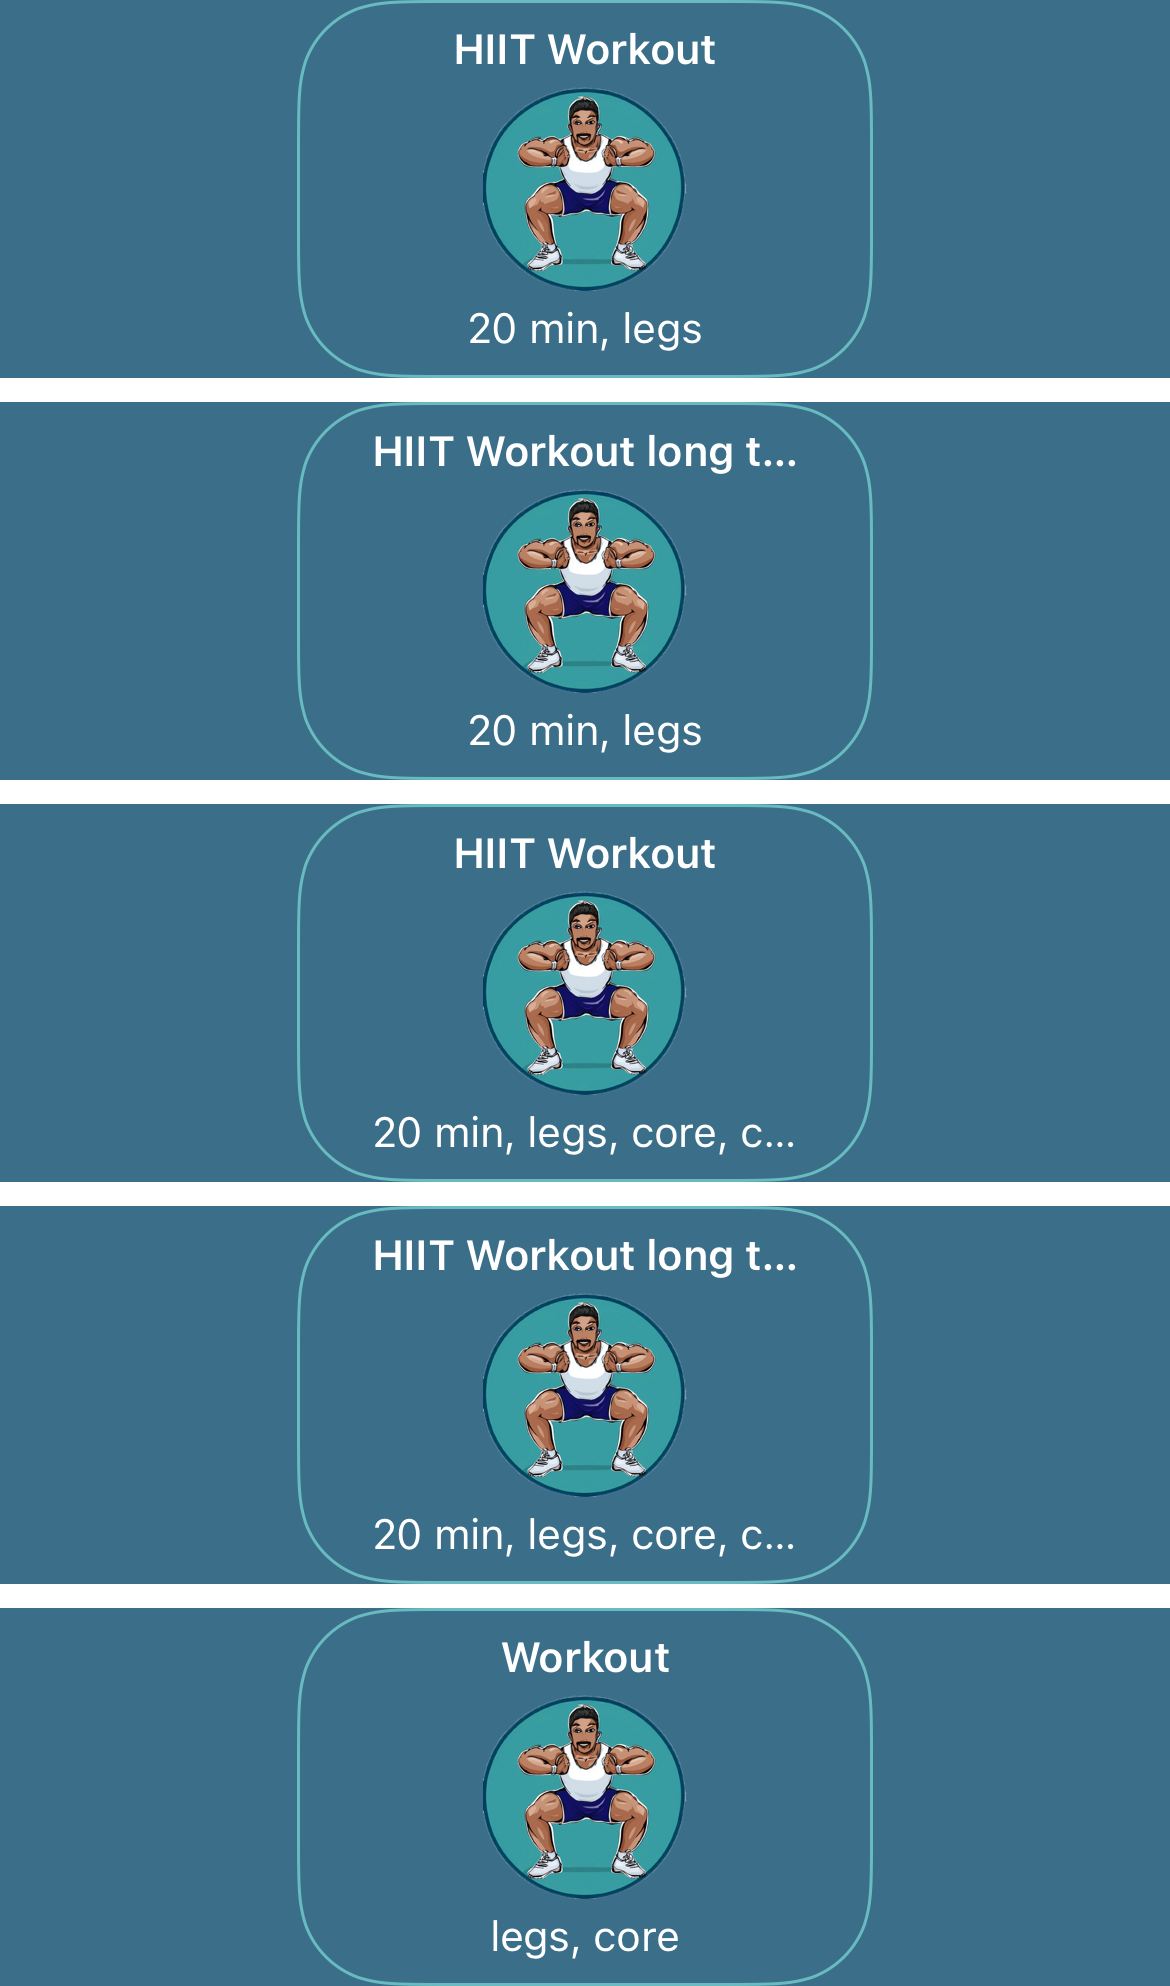 HIIT Workout
20 min, legs
HIIT Workout long t...
20 min, legs
HIIT Workout
20 min, legs, core, c...
HIIT Workout long t...
20 min, legs, core, c...
Workout
legs, core